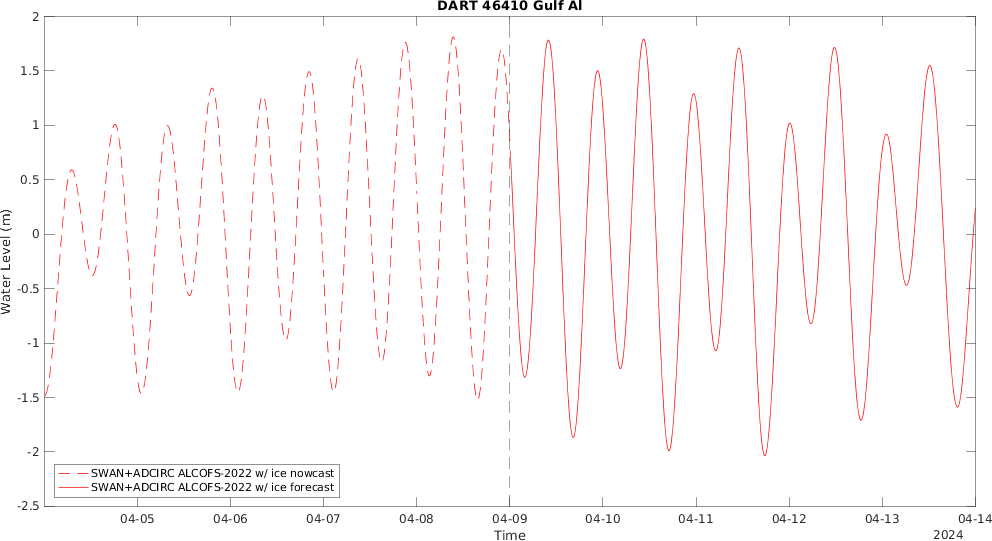 DART 46410 Gulf Al
2
1.5
1
0.5
0
-0.5
-1
-1.5
-2
-2.5
Water Level (m)
SWAN+ADCIRC ALCOFS-2022 w/ ice nowcast
SWAN+ADCIRC ALCOFS-2022 w/ ice forecast
04-05 04-06 04-07 04-08 04-09 04-10 04-11 04-12 04-13 04-14
Time
2024